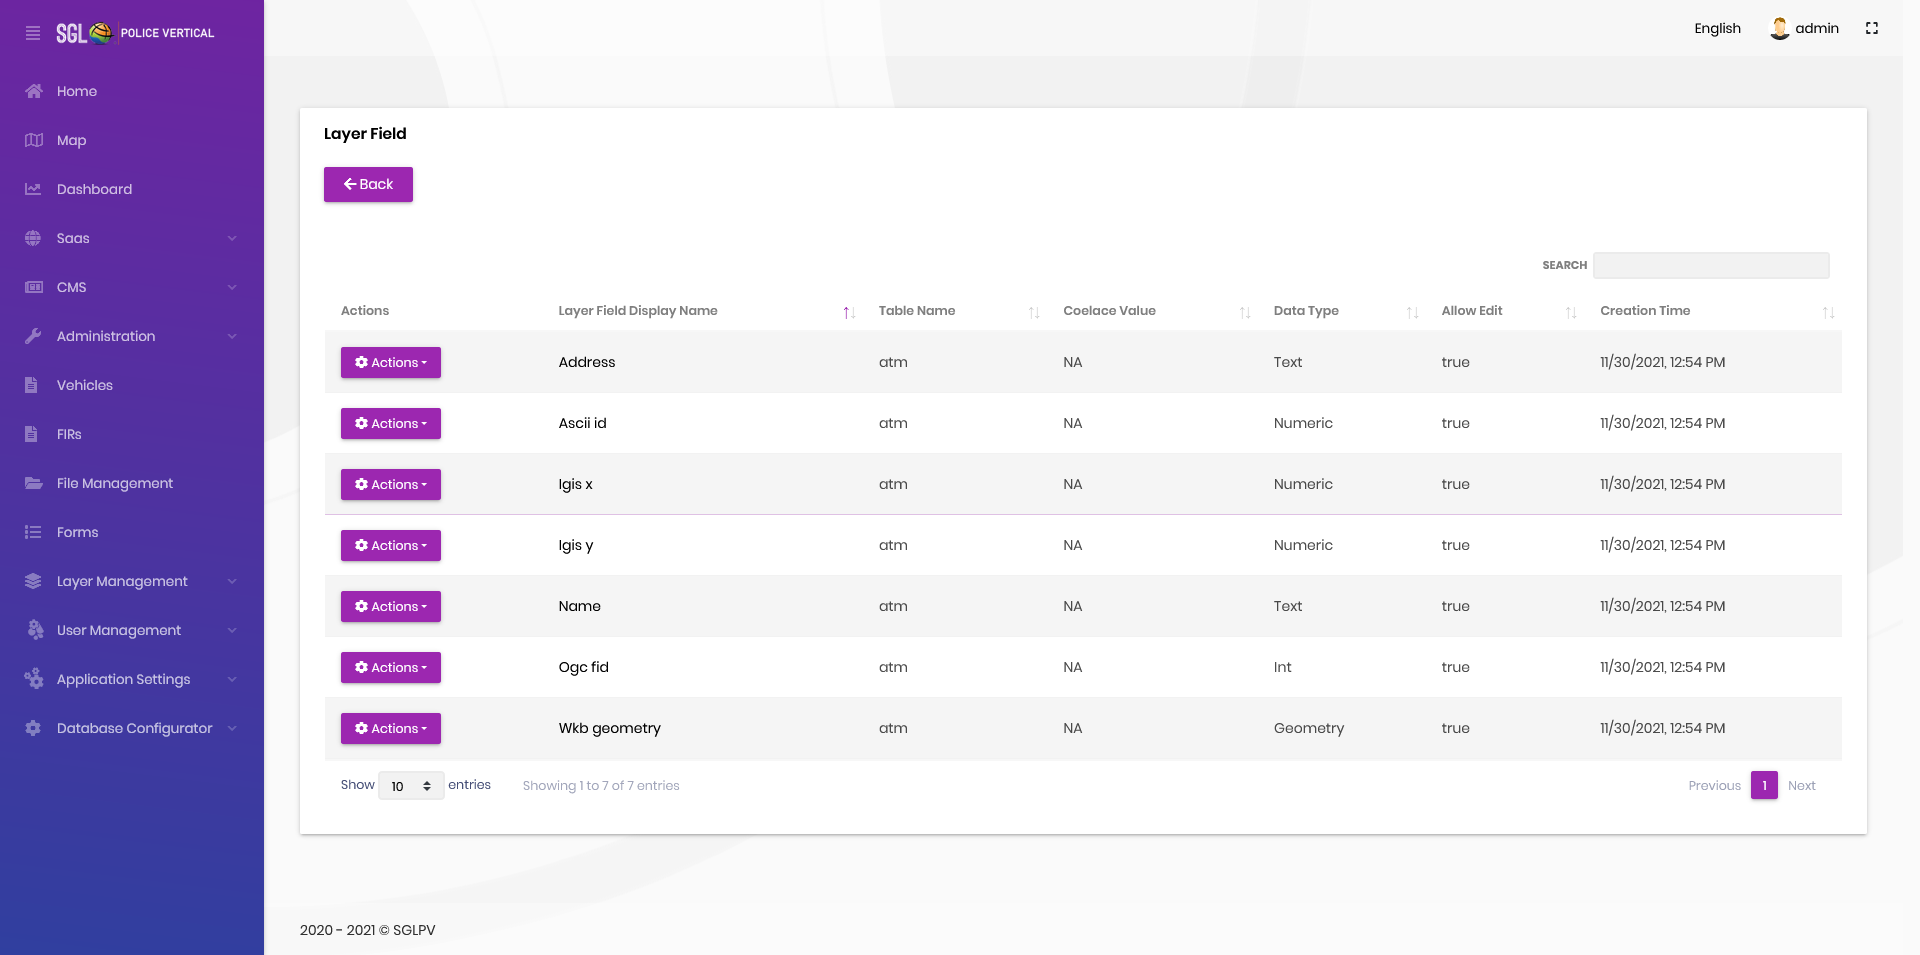 SGL POLICE VERTICAL
English admin
Home
Map
Dashboard
Saas
CMS
Administration
Vehicles
FIRs
File Management
Forms
Layer Management
User Management
Application Settings
Database Configurator
Layer Field
Back
SEARCH
Actions Layer Field Display Name Table Name Coelace Value Data Type Allow Edit Creation Time
Actions Address atm NA Text true 11/30/2021, 12:54 PM
Actions Ascii id atm NA Numeric true 11/30/2021, 12:54 PM
Actions Igis x atm NA Numeric true 11/30/2021, 12:54 PM
Actions Igis y atm NA Numeric true 11/30/2021, 12:54 PM
Actions Name atm NA Text true 11/30/2021, 12:54 PM
Actions Ogc fid atm NA Int true 11/30/2021, 12:54 PM
Actions Wkb geometry atm NA Geometry true 11/30/2021, 12:54 PM
Show 10 entries Showing 1 to 7 of 7 entries Previous 1 Next
2020 - 2021 © SGLPV